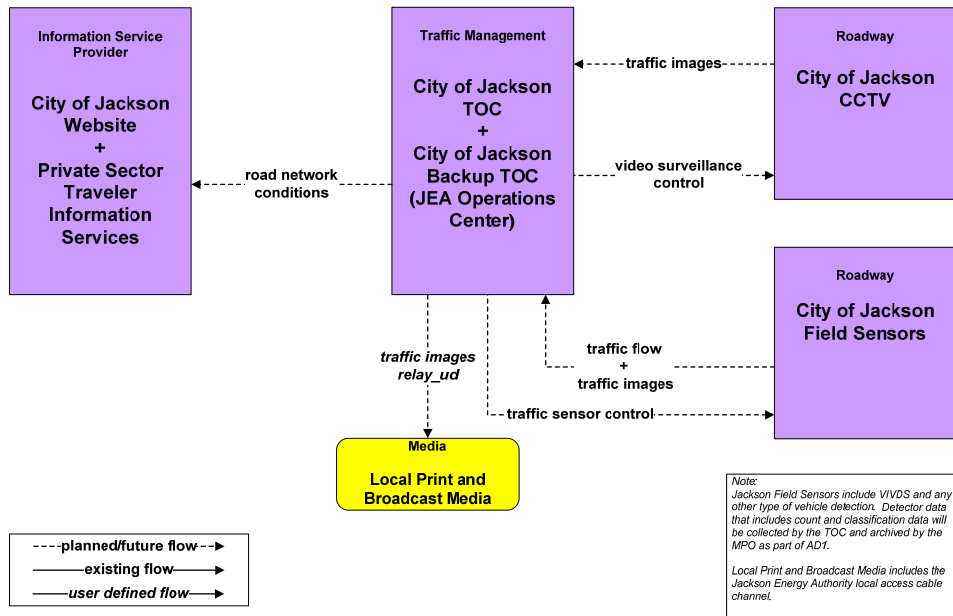 Information Service
Provider
City of Jackson
Website
+
Private Sector
Traveler
Information
Services
road network
conditions
Traffic Management
City of Jackson
TOC
+
City of Jackson
Backup TOC
(JEA Operations
Center)
traffic images
video surveillance
control
Roadway
City of Jackson
CCTV
Roadway
City of Jackson
Field Sensors
traffic flow
+
traffic images
traffic sensor control
traffic images
relay_ud
Media
Local Print and
Broadcast Media
planned/future flow
existing flow
user defined flow
Note:
Jackson Field Sensors include VIVDS and any
other type of vehicle detection. Detector data
that includes count and classification data will
be collected by the TOC and archived by the
MPO as part of AD1.
Local Print and Broadcast Media includes the
Jackson Energy Authority local access cable
channel.